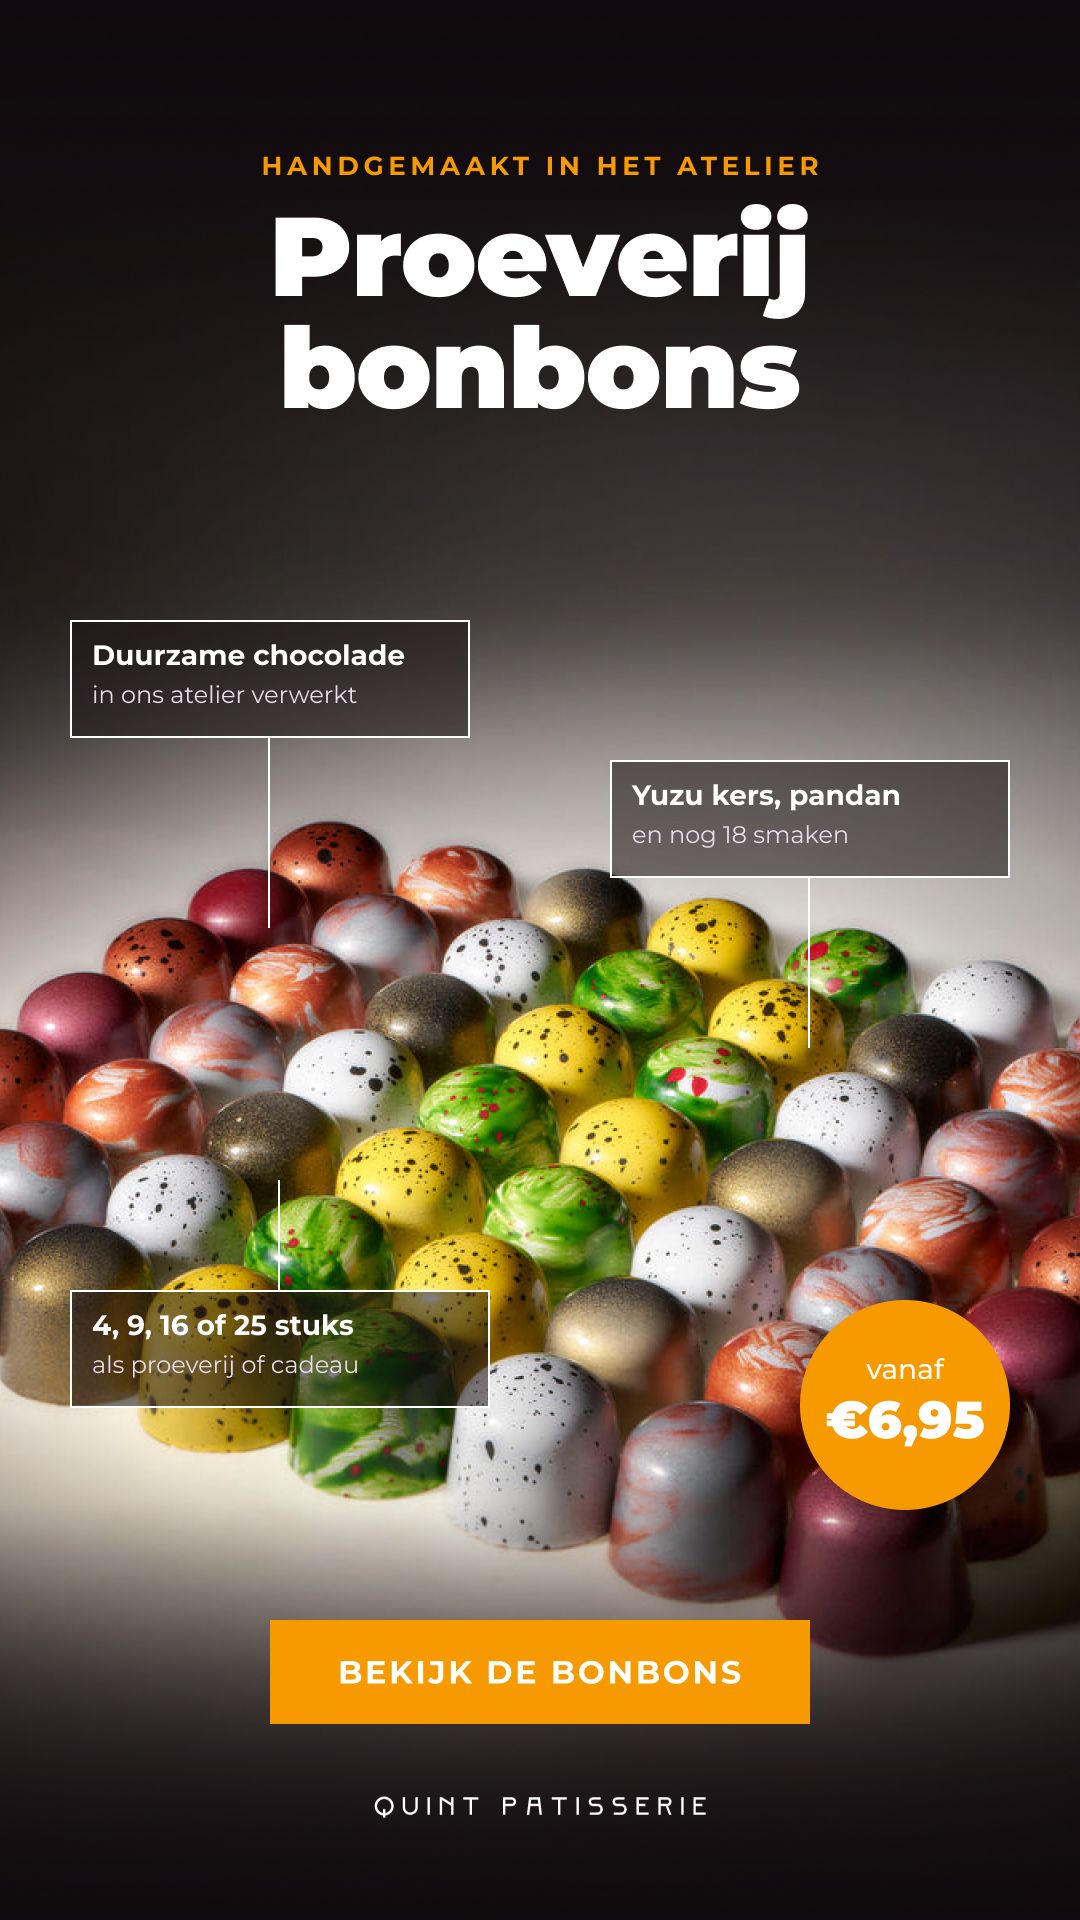 HANDGEMAAKT IN HET ATELIER
Proeverij
bonbons
Duurzame chocolade
in ons atelier verwerkt
Yuzu kers, pandan
en nog 18 smaken
4, 9, 16 of 25 stuks
als proeverij of cadeau
vanaf
€6,95
BEKIJK DE BONBONS
QUINT PATISSERIE